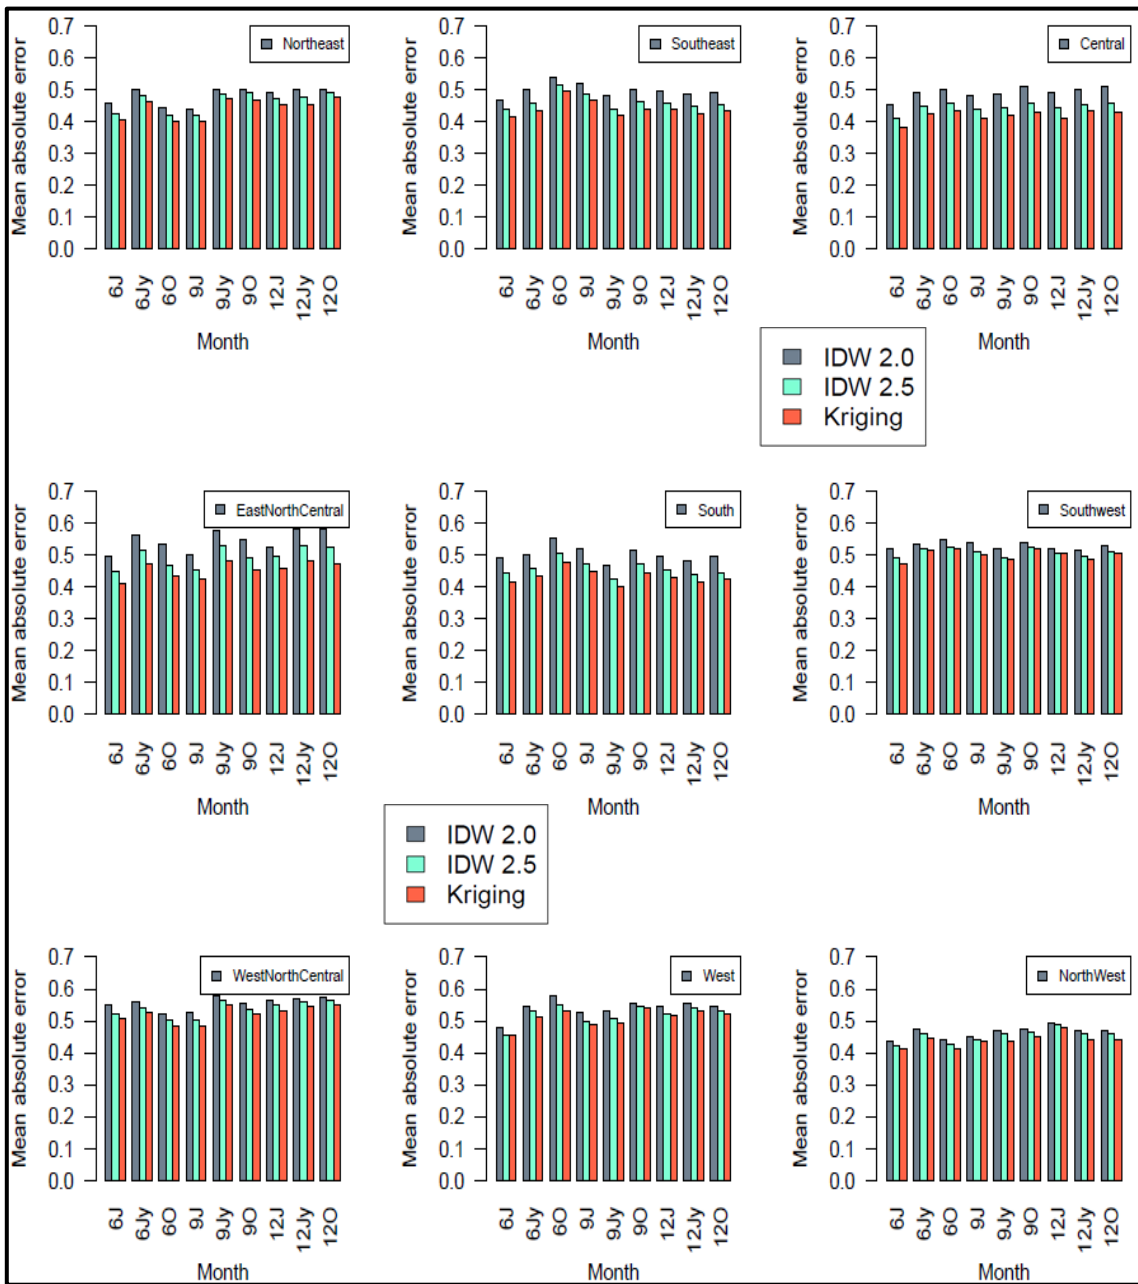 Mean absolute error
0.7
0.6
0.5
0.4
0.3
0.2
0.1
0.0
Northeast
6J 6Jy 6O 9J 9Jy 9O 12J 12Jy 12O
Month
Mean absolute error
0.7
0.6
0.5
0.4
0.3
0.2
0.1
0.0
Southeast
6J 6Jy 6O 9J 9Jy 9O 12J 12Jy 12O
Month
Mean absolute error
0.7
0.6
0.5
0.4
0.3
0.2
0.1
0.0
Central
6J 6Jy 6O 9J 9Jy 9O 12J 12Jy 12O
Month
IDW 2.0
IDW 2.5
Kriging
Mean absolute error
0.7
0.6
0.5
0.4
0.3
0.2
0.1
0.0
EastNorthCentral
6J 6Jy 6O 9J 9Jy 9O 12J 12Jy 12O
Month
Mean absolute error
0.7
0.6
0.5
0.4
0.3
0.2
0.1
0.0
South
6J 6Jy 6O 9J 9Jy 9O 12J 12Jy 12O
Month
Mean absolute error
0.7
0.6
0.5
0.4
0.3
0.2
0.1
0.0
Southwest
6J 6Jy 6O 9J 9Jy 9O 12J 12Jy 12O
Month
IDW 2.0
IDW 2.5
Kriging
Mean absolute error
0.7
0.6
0.5
0.4
0.3
0.2
0.1
0.0
WestNorthCentral
6J 6Jy 6O 9J 9Jy 9O 12J 12Jy 12O
Month
Mean absolute error
0.7
0.6
0.5
0.4
0.3
0.2
0.1
0.0
West
6J 6Jy 6O 9J 9Jy 9O 12J 12Jy 12O
Month
Mean absolute error
0.7
0.6
0.5
0.4
0.3
0.2
0.1
0.0
NorthWest
6J 6Jy 6O 9J 9Jy 9O 12J 12Jy 12O
Month